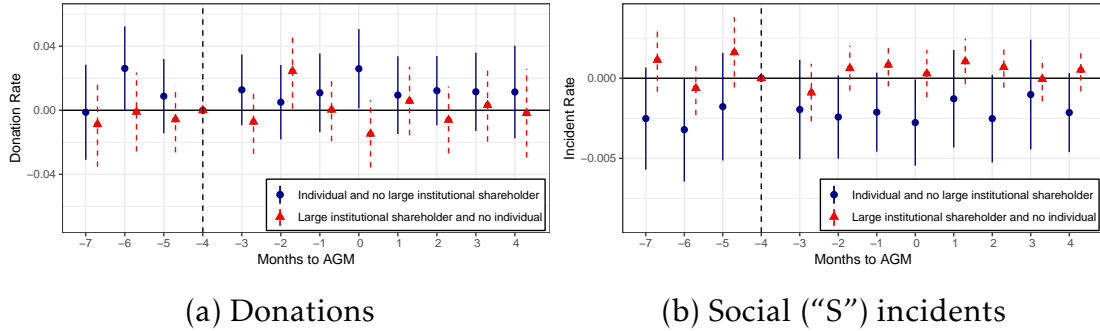 Donation Rate
0.04
0.00
−0.04
Individual and no large institutional shareholder
Large institutional shareholder and no individual
−7 −6 −5 −4 −3 −2 −1 0 1 2 3 4
Months to AGM
(a) Donations
Incident Rate
0.000
−0.005
Individual and no large institutional shareholder
Large institutional shareholder and no individual
−7 −6 −5 −4 −3 −2 −1 0 1 2 3 4
Months to AGM
(b) Social (“S”) incidents